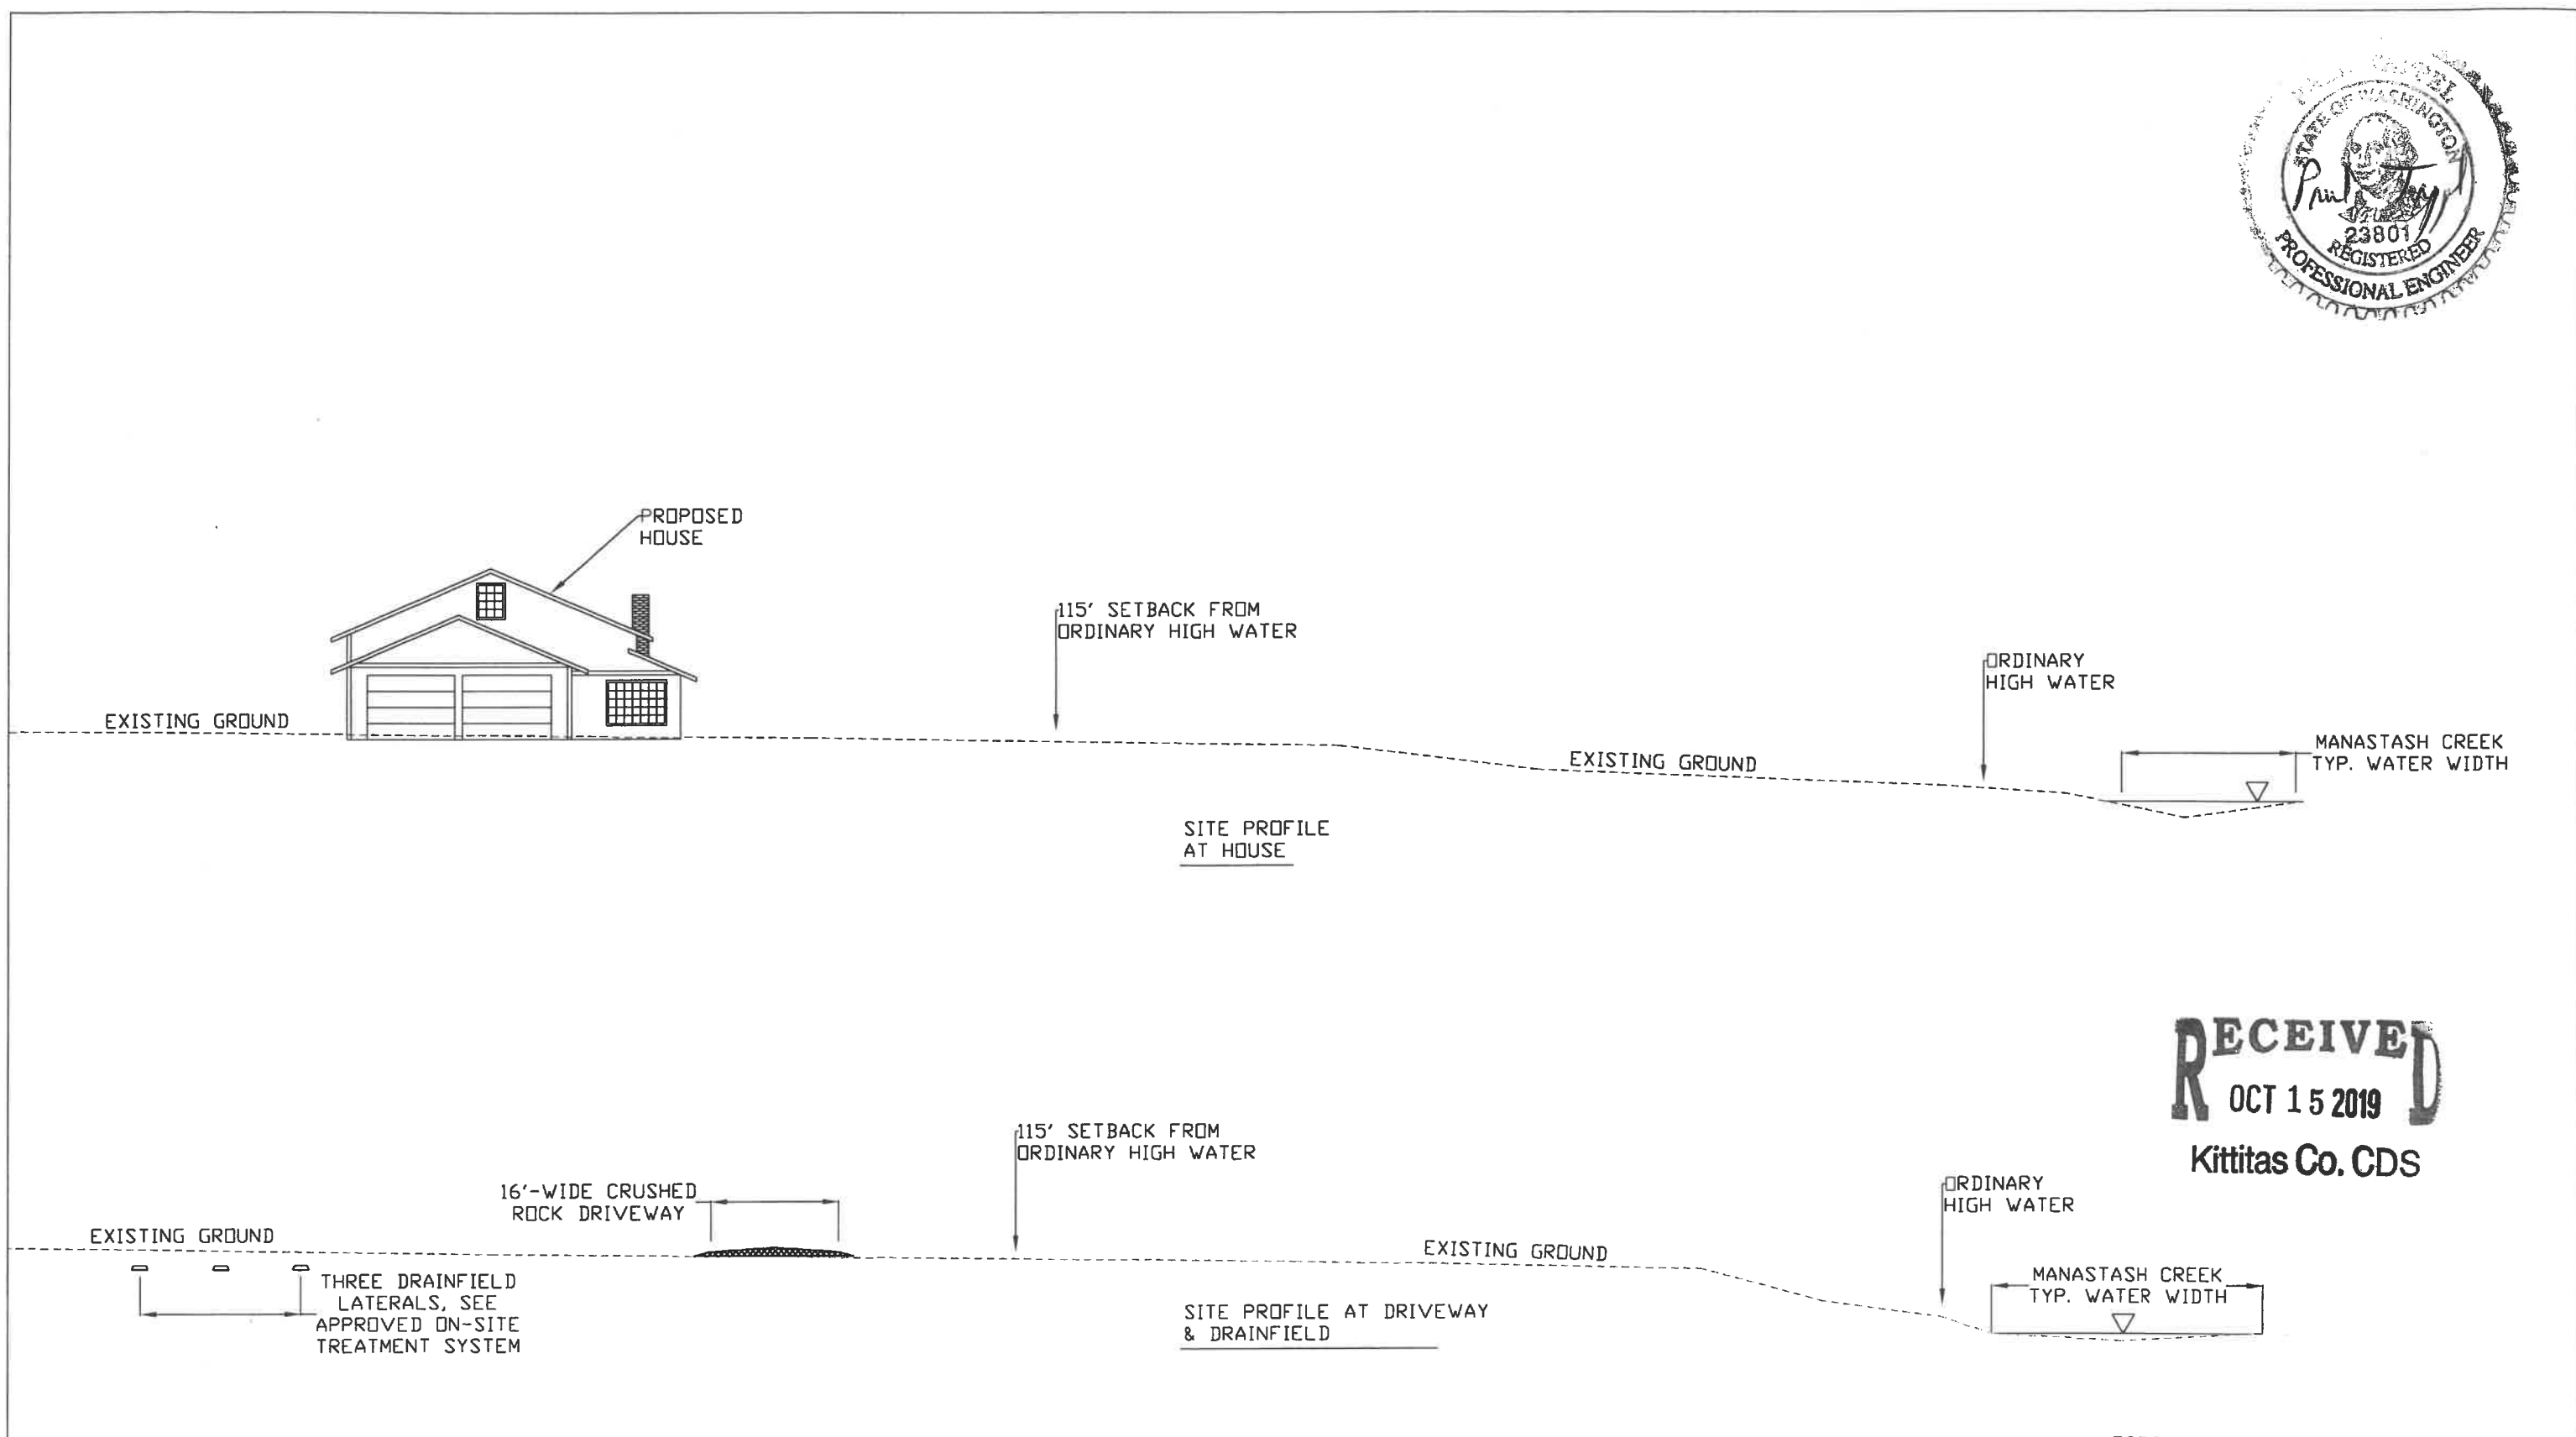 STATE OF WASHINGTON
23801
REGISTERED
PROFESSIONAL ENGINEER
PROPOSED
HOUSE
115' SETBACK FROM
ORDINARY HIGH WATER
ORDINARY
HIGH WATER
EXISTING GROUND
MANASTASH CREEK
TYP. WATER WIDTH
EXISTING GROUND
SITE PROFILE
AT HOUSE
RECEIVED
OCT 15 2019
Kittitas Co. CDS
115' SETBACK FROM
ORDINARY HIGH WATER
16'-WIDE CRUSHED
ROCK DRIVEWAY
ORDINARY
HIGH WATER
EXISTING GROUND
EXISTING GROUND
MANASTASH CREEK
TYP. WATER WIDTH
THREE DRAINFIELD
LATERALS, SEE
APPROVED ON-SITE
TREATMENT SYSTEM
SITE PROFILE AT DRIVEWAY
& DRAINFIELD